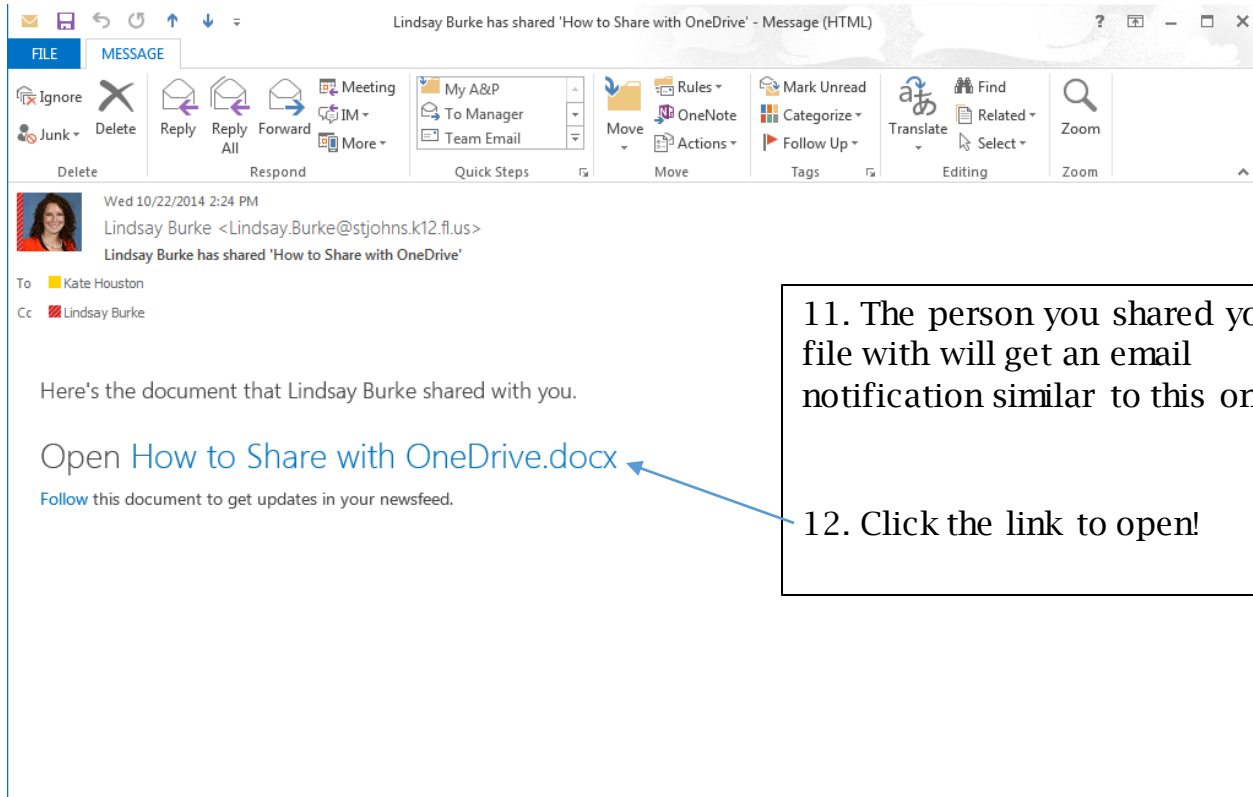 Lindsay Burke has shared 'How to Share with OneDrive' - Message (HTML)
?
FILE MESSAGE
Ignore
Junk
Delete
Reply
Reply All
Forward
Meeting
IM
More
My A&P
To Manager
Team Email
Move
Rules
OneNote
Actions
Mark Unread
Categorize
Follow Up
Translate
Find
Related
Select
Zoom
Delete Respond Quick Steps Move Tags Editing Zoom
Wed 10/22/2014 2:24 PM
Lindsay Burke <Lindsay.Burke@stjohns.k12.fl.us>
Lindsay Burke has shared 'How to Share with OneDrive'
To Kate Houston
Cc Lindsay Burke
Here's the document that Lindsay Burke shared with you.
Open How to Share with OneDrive.docx
Follow this document to get updates in your newsfeed.
11. The person you shared
file with will get an email
notification similar to this
12. Click the link to open!